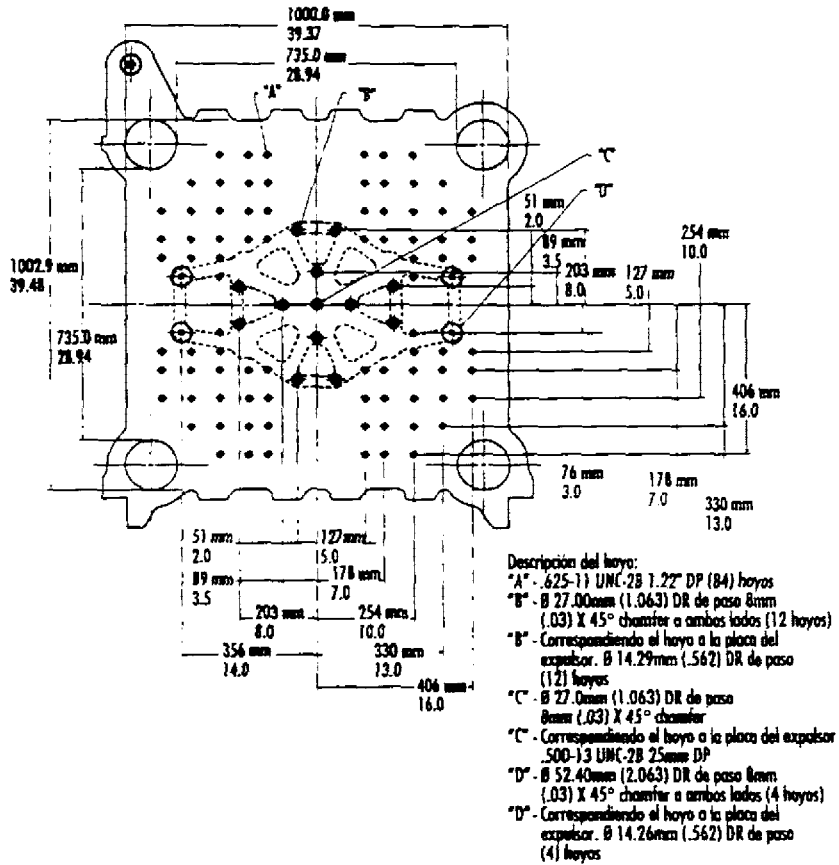 1000.0 mm
39.37
735.0 mm
28.94
"A"
"B"
"C"
"D"
51 mm
2.0
89 mm
3.5
203 mm
8.0
127 mm
5.0
254 mm
10.0
1002.9 mm
39.48
735.0 mm
28.94
406 mm
16.0
76 mm
3.0
178 mm
7.0
330 mm
13.0
51 mm
2.0
127 mm
5.0
89 mm
3.5
178 mm
7.0
203 mm
8.0
254 mm
10.0
356 mm
14.0
330 mm
13.0
406 mm
16.0
Descripción del hoyo:
"A" - .625-11 UNC-2B 1.22" DP (84) hoyos
"B" - Ø 27.00mm (1.063) DR de paso 8mm
(.03) X 45° chamfer a ambos lados (12 hoyos)
"B" - Correspondiendo el hoyo a la placa del
expulsor. Ø 14.29mm (.562) DR de paso
(12) hoyos
"C" - Ø 27.0mm (1.063) DR de paso
8mm (.03) X 45° chamfer
"C" - Correspondiendo el hoyo a la placa del expulsor
.500-13 UNC-2B 25mm DP
"D" - Ø 52.40mm (2.063) DR de paso 8mm
(.03) X 45° chamfer a ambos lados (4 hoyos)
"D" - Correspondiendo el hoyo a la placa del
expulsor. Ø 14.26mm (.562) DR de paso
(4) hoyos